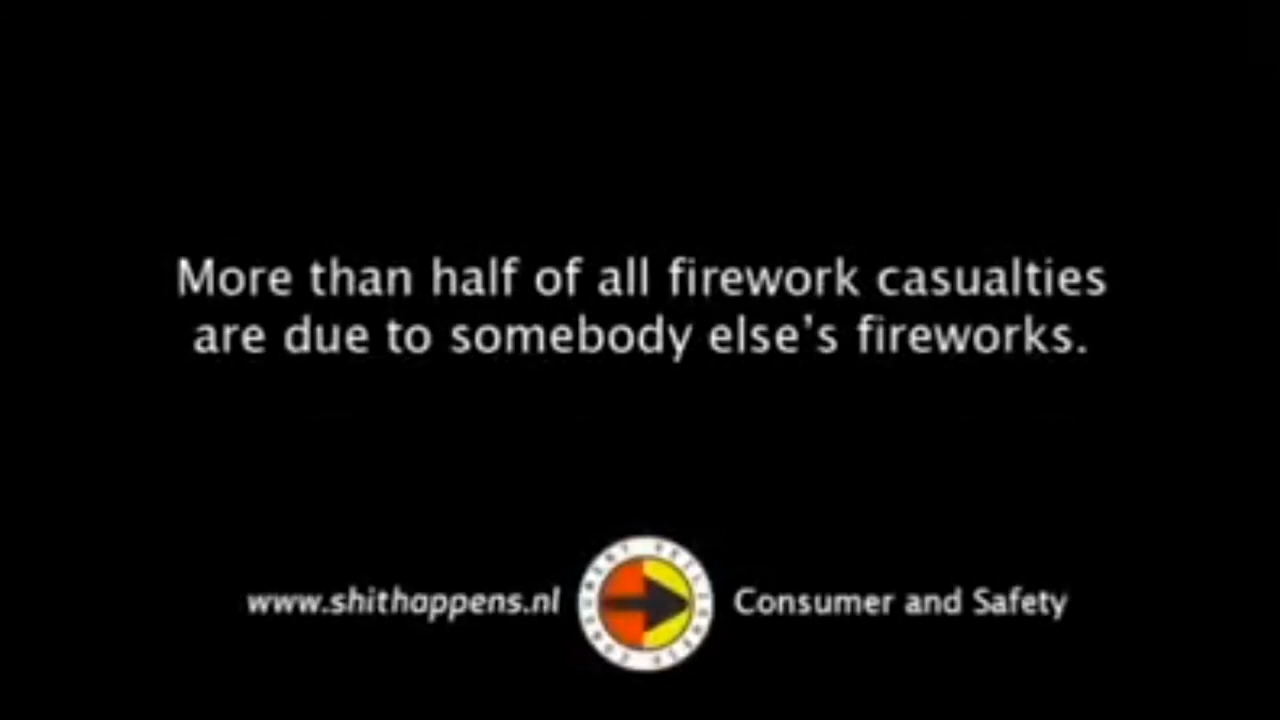 More than half of all firework casualties
are due to somebody else’s fireworks.
www.shithappens.nl
Consumer and Safety